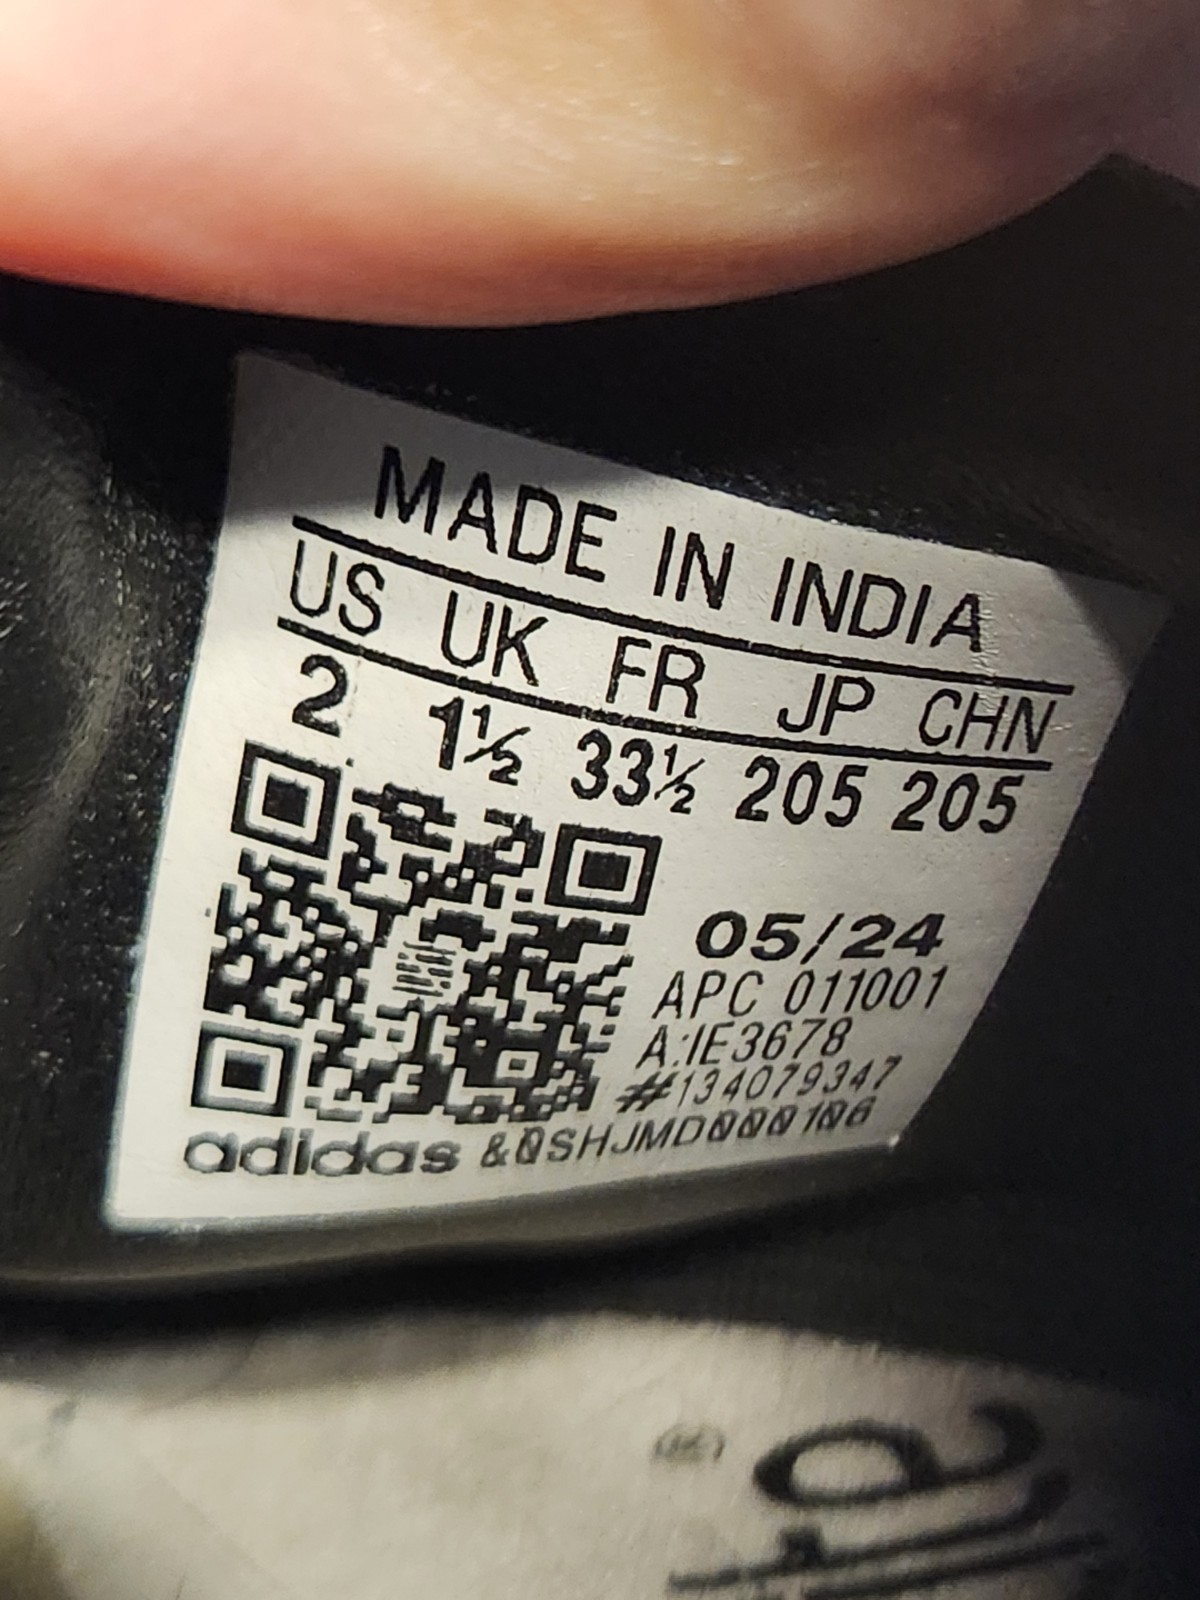 MADE IN INDIA
US UK FR JP CHN
2 1½ 33½ 205 205
05/24
APC 011001
A:IE3678
#134079347
adidas &0SHJMD000106